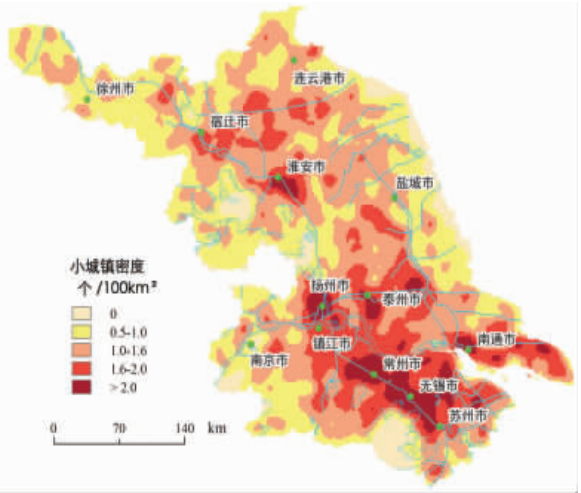 连云港市
徐州市
宿迁市
淮安市
盐城市
小城镇密度
个/100km²
扬州市
泰州市
0
0.5-1.0
镇江市
南通市
1.0-1.6
南京市
1.6-2.0
常州市
>2.0
无锡市
苏州市
0 70 140 km